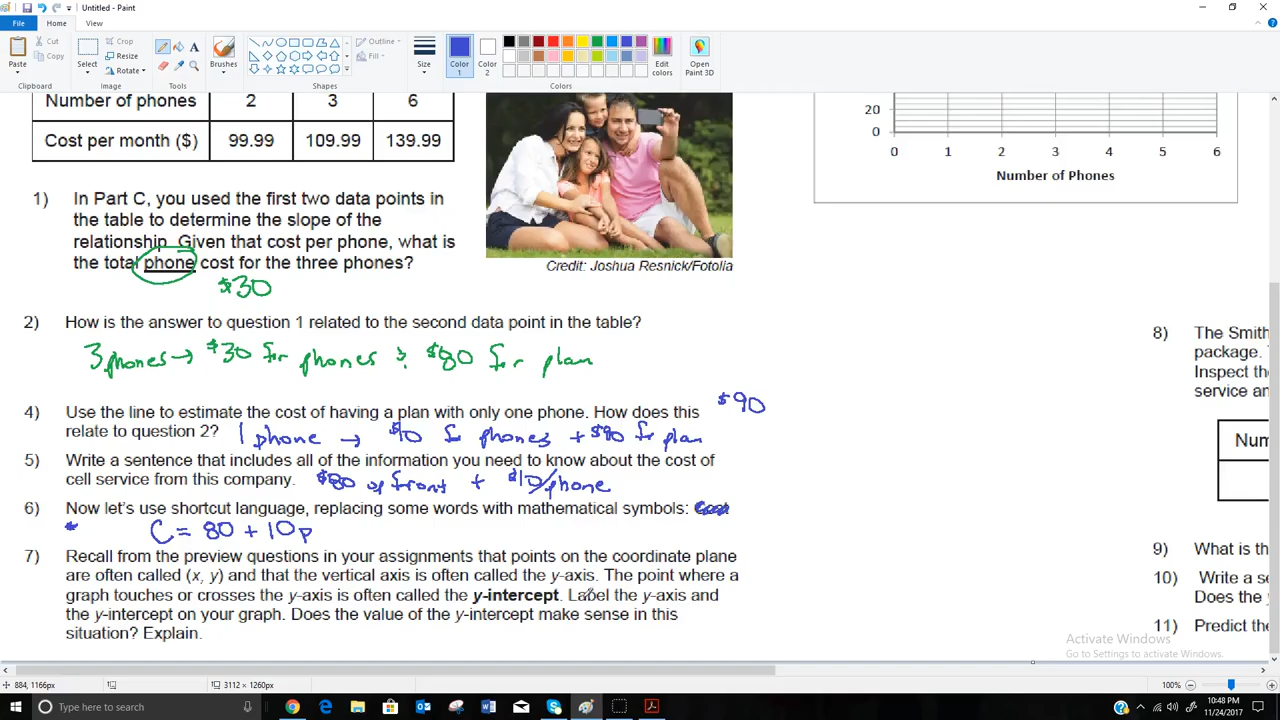 Untitled - Paint
File
Home
View
Paste
Cut
Copy
Clipboard
Select
Crop
Resize
Rotate
Image
Tools
Brushes
Shapes
Outline
Fill
Size
Color 1
Color 2
Colors
Edit colors
Open Paint 3D
Number of phones 2 3 6
Cost per month ($) 99.99 109.99 139.99
1) In Part C, you used the first two data points in
the table to determine the slope of the
relationship. Given that cost per phone, what is
the total phone cost for the three phones?
$30
Credit: Joshua Resnick/Fotolia
20
0
0 1 2 3 4 5 6
Number of Phones
2) How is the answer to question 1 related to the second data point in the table?
3 phones → $30 for phones & $80 for plan
4) Use the line to estimate the cost of having a plan with only one phone. How does this $90
relate to question 2? 1 phone → $10 for phones + $80 for plan
5) Write a sentence that includes all of the information you need to know about the cost of
cell service from this company. $80 upfront + $10/phone
6) Now let's use shortcut language, replacing some words with mathematical symbols:
* C = 80 + 10p
7) Recall from the preview questions in your assignments that points on the coordinate plane
are often called (x, y) and that the vertical axis is often called the y-axis. The point where a
graph touches or crosses the y-axis is often called the y-intercept. Label the y-axis and
the y-intercept on your graph. Does the value of the y-intercept make sense in this
situation? Explain.
8) The Smith
package.
Inspect the
service an
Num
9) What is th
10) Write a se
Does the
11) Predict the
Activate Windows
Go to Settings to activate Windows.
884, 1166px
3112 × 1260px
100%
Type here to search
10:48 PM
11/24/2017